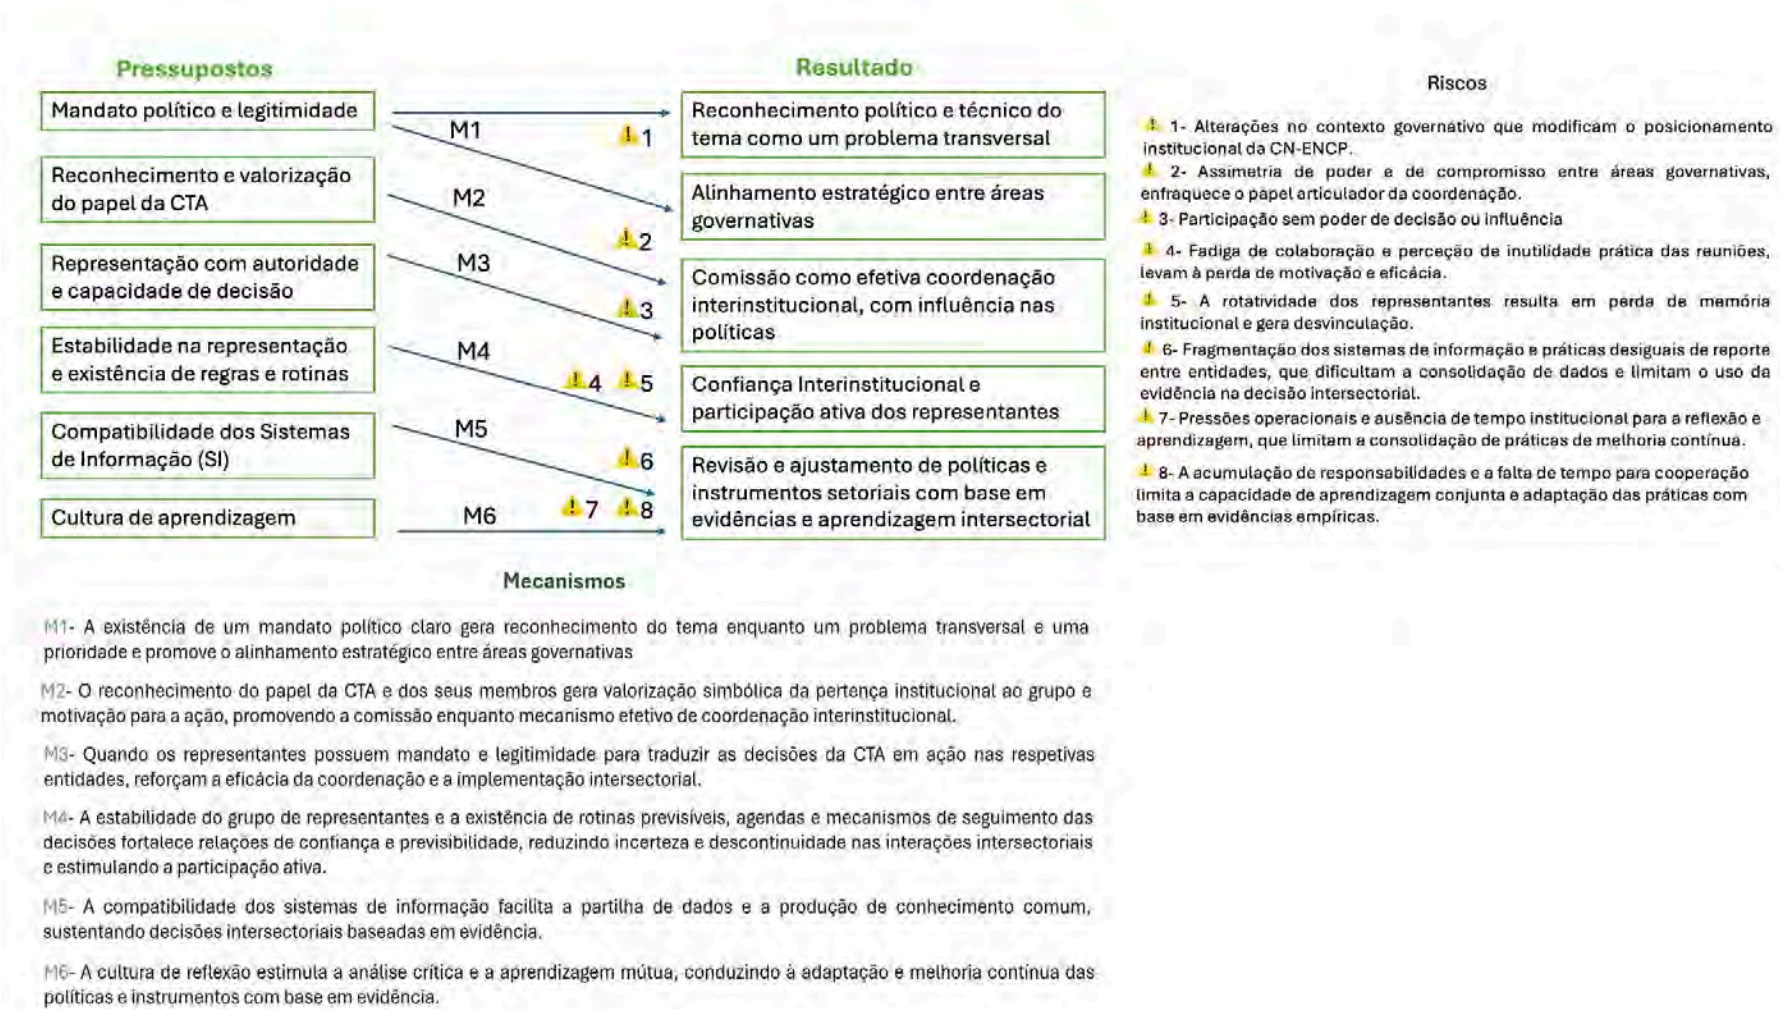 Pressupostos
Mandato político e legitimidade
Reconhecimento e valorização
do papel da CTA
Representação com autoridade
e capacidade de decisão
Estabilidade na representação
e existência de regras e rotinas
Compatibilidade dos Sistemas
de Informação (SI)
Cultura de aprendizagem
M1
M2
M3
M4
M5
M6
1
2
3
4 5
6
7 8
Resultado
Reconhecimento político e técnico do
tema como um problema transversal
Alinhamento estratégico entre áreas
governativas
Comissão como efetiva coordenação
interinstitucional, com influência nas
políticas
Confiança Interinstitucional e
participação ativa dos representantes
Revisão e ajustamento de políticas e
instrumentos setoriais com base em
evidências e aprendizagem intersectorial
Riscos
1- Alterações no contexto governativo que modificam o posicionamento
institucional da CN-ENCP.
2- Assimetria de poder e de compromisso entre áreas governativas,
enfraquece o papel articulador da coordenação.
3- Participação sem poder de decisão ou influência
4- Fadiga de colaboração e perceção de inutilidade prática das reuniões,
levam à perda de motivação e eficácia.
5- A rotatividade dos representantes resulta em perda de memória
institucional e gera desvinculação.
6- Fragmentação dos sistemas de informação e práticas desiguais de reporte
entre entidades, que dificultam a consolidação de dados e limitam o uso da
evidência na decisão intersectorial.
7- Pressões operacionais e ausência de tempo institucional para a reflexão e
aprendizagem, que limitam a consolidação de práticas de melhoria contínua.
8- A acumulação de responsabilidades e a falta de tempo para cooperação
limita a capacidade de aprendizagem conjunta e adaptação das práticas com
base em evidências empíricas.
Mecanismos
M1- A existência de um mandato político claro gera reconhecimento do tema enquanto um problema transversal e uma
prioridade e promove o alinhamento estratégico entre áreas governativas
M2- O reconhecimento do papel da CTA e dos seus membros gera valorização simbólica da pertença institucional ao grupo e
motivação para a ação, promovendo a comissão enquanto mecanismo efetivo de coordenação interinstitucional.
M3- Quando os representantes possuem mandato e legitimidade para traduzir as decisões da CTA em ação nas respetivas
entidades, reforçam a eficácia da coordenação e a implementação intersectorial.
M4- A estabilidade do grupo de representantes e a existência de rotinas previsíveis, agendas e mecanismos de seguimento das
decisões fortalece relações de confiança e previsibilidade, reduzindo incerteza e descontinuidade nas interações intersectoriais
e estimulando a participação ativa.
M5- A compatibilidade dos sistemas de informação facilita a partilha de dados e a produção de conhecimento comum,
sustentando decisões intersectoriais baseadas em evidência.
M6- A cultura de reflexão estimula a análise crítica e a aprendizagem mútua, conduzindo à adaptação e melhoria contínua das
políticas e instrumentos com base em evidência.